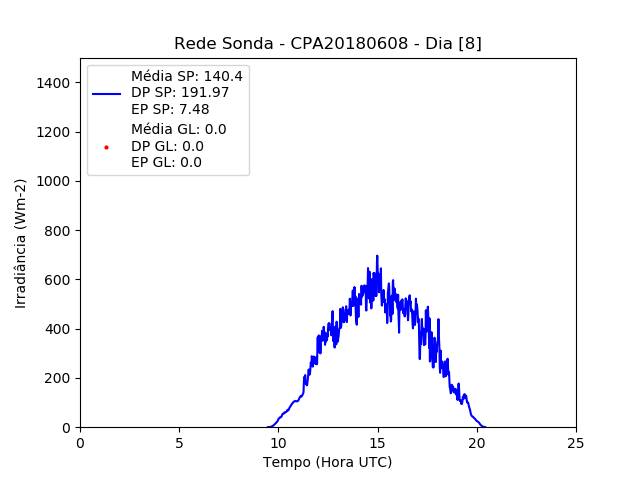 Rede Sonda - CPA20180608 - Dia [8]
Média SP: 140.4
DP SP: 191.97
EP SP: 7.48
Média GL: 0.0
DP GL: 0.0
EP GL: 0.0
Irradiância (Wm-2)
1400
1200
1000
800
600
400
200
0
0 5 10 15 20 25
Tempo (Hora UTC)